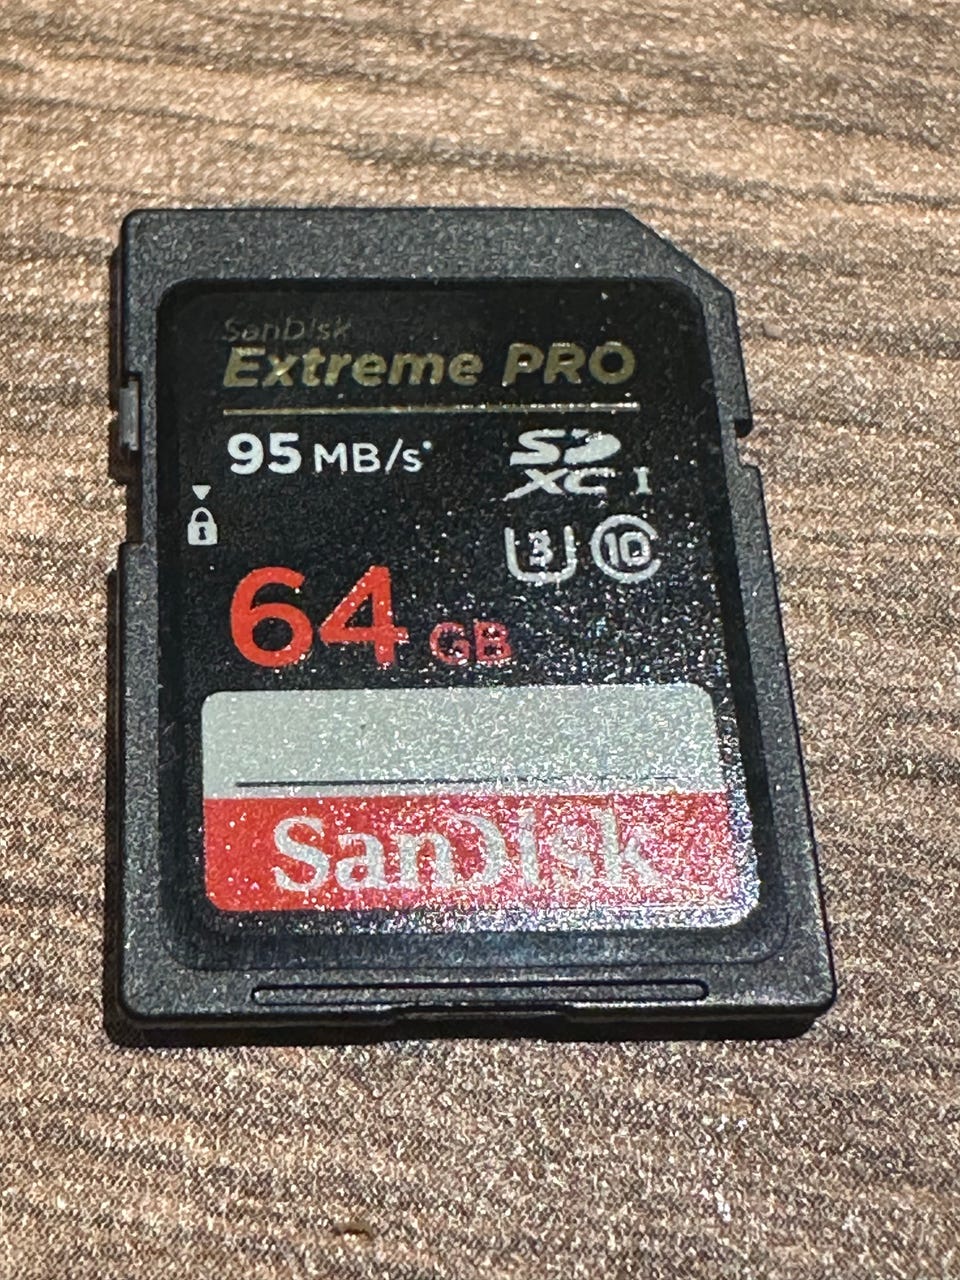 SanDisk
Extreme PRO
95 MB/s*
SD
XC I
3 10
64 GB
SanDisk